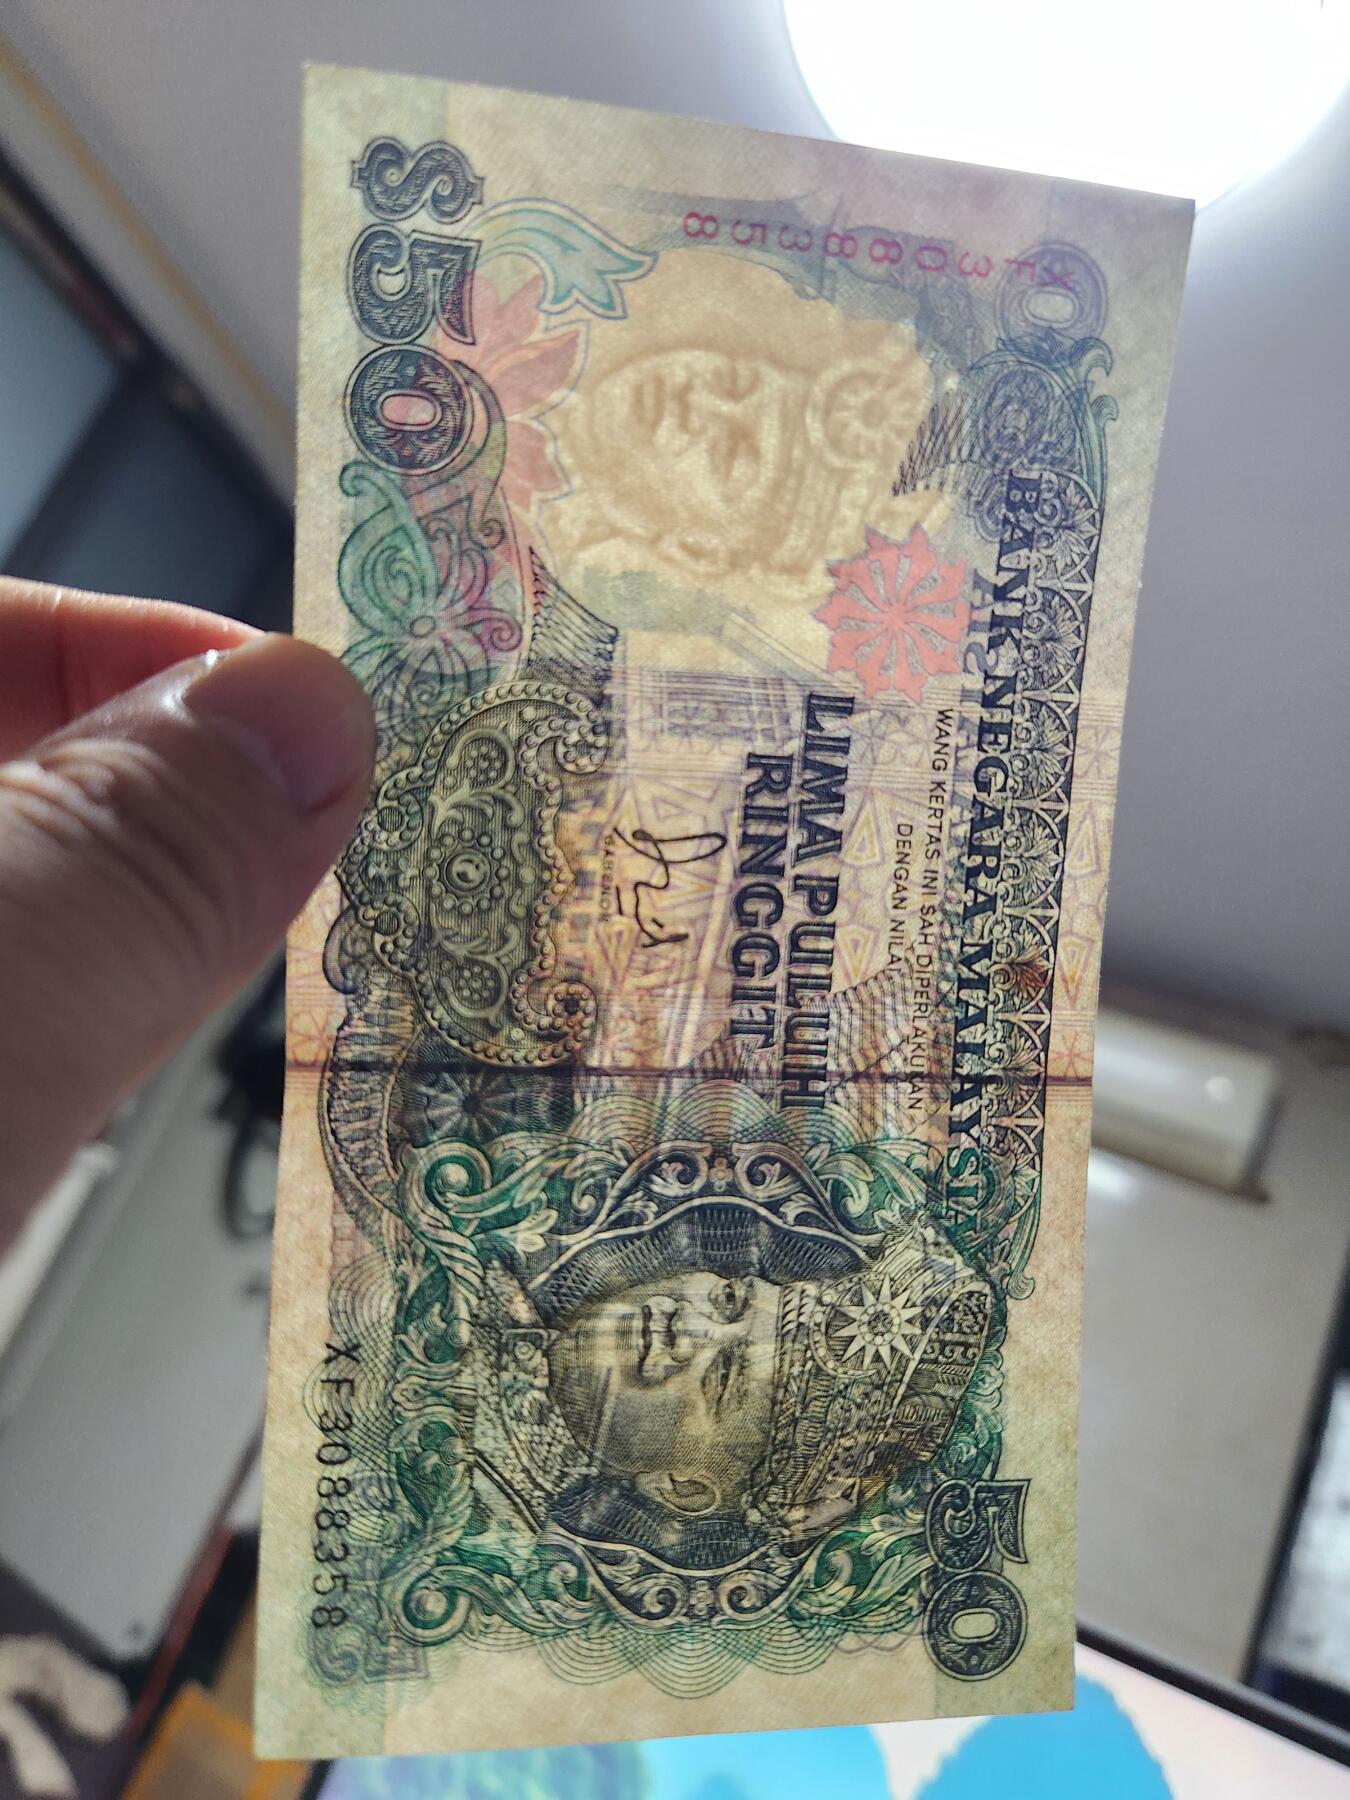 BANK NEGARA MALAYSIA
WANG KERTAS INI SAH DIPERLAKUKAN
DENGAN NILAI
LIMA PULUH
RINGGIT
GABENOR
$50
50
XF3088358
XF3088358